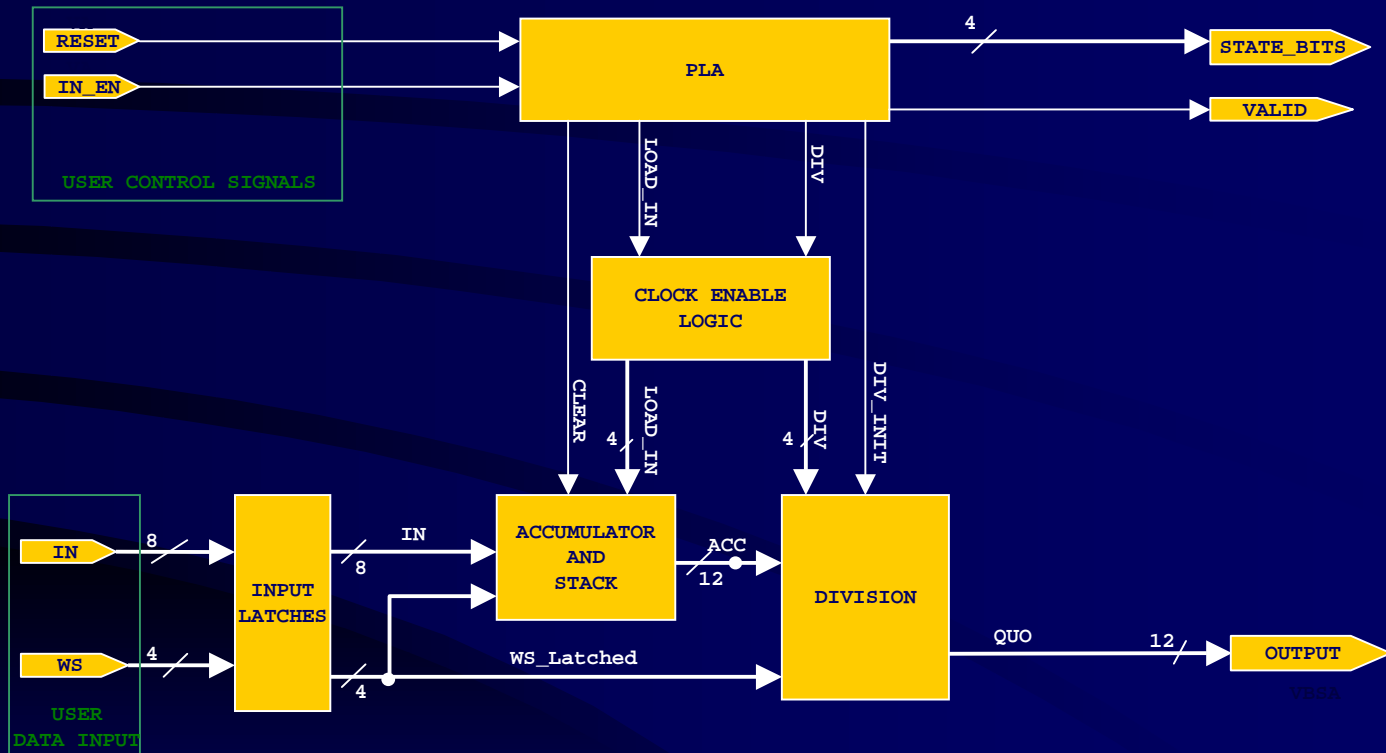 RESET
IN_EN
USER CONTROL SIGNALS
PLA
4
STATE_BITS
VALID
LOAD_IN
DIV
CLOCK ENABLE
LOGIC
CLEAR
LOAD_IN
4
DIV
4
DIV_INIT
IN
8
WS
4
USER
DATA INPUT
INPUT
LATCHES
IN
8
4
WS_Latched
ACCUMULATOR
AND
STACK
ACC
12
DIVISION
QUO
12
OUTPUT